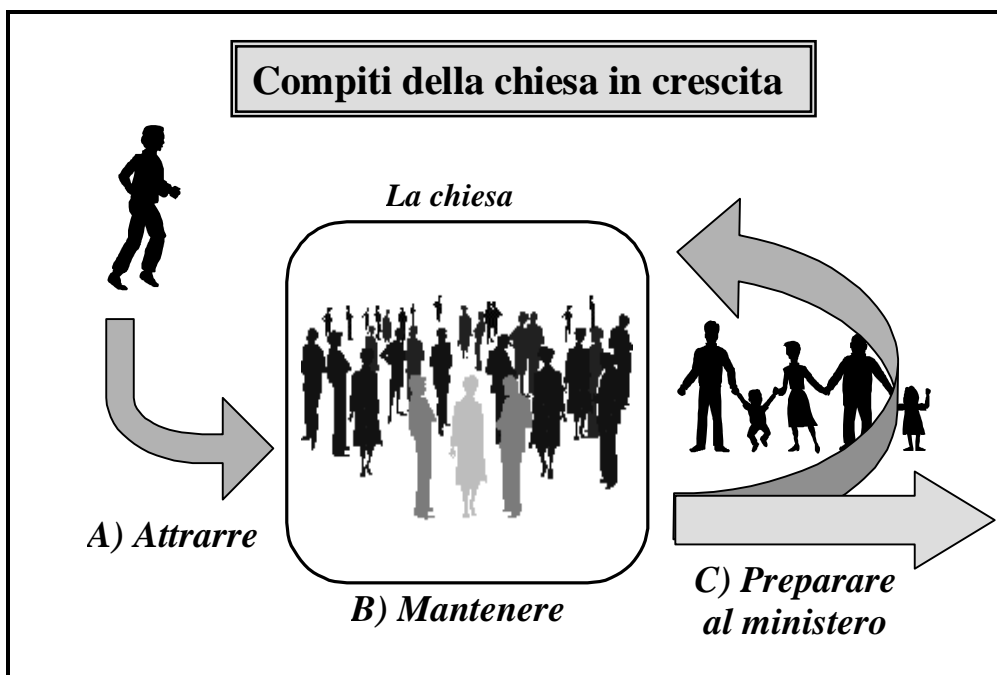 Compiti della chiesa in crescita
La chiesa
A) Attrarre
B) Mantenere
C) Preparare
al ministero